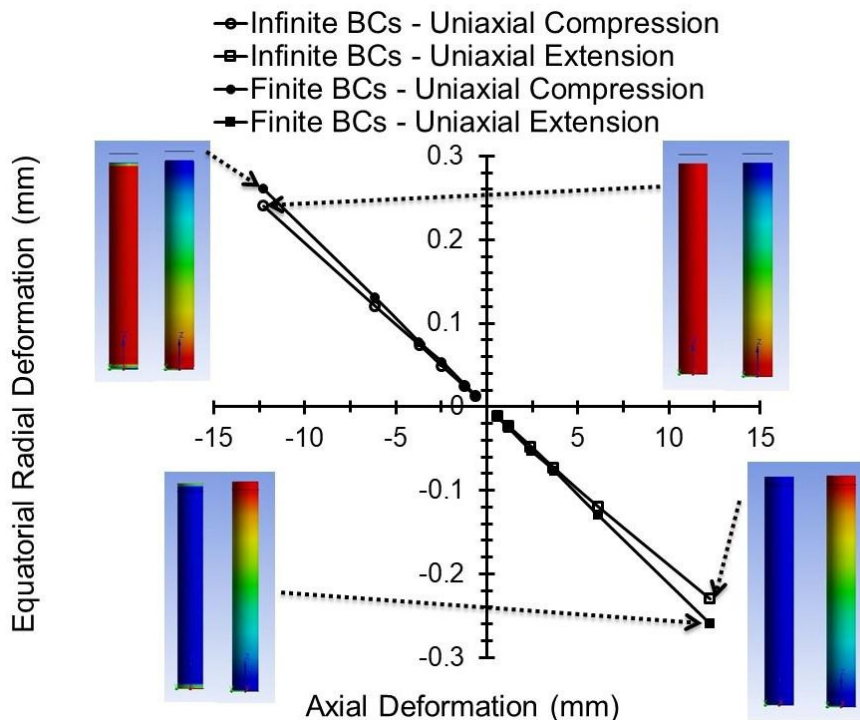 Infinite BCs - Uniaxial Compression
Infinite BCs - Uniaxial Extension
Finite BCs - Uniaxial Compression
Finite BCs - Uniaxial Extension
Equatorial Radial Deformation (mm)
0.3
0.2
0.1
0
-15 -10 -5 5 10 15
-0.1
-0.2
-0.3
Axial Deformation (mm)